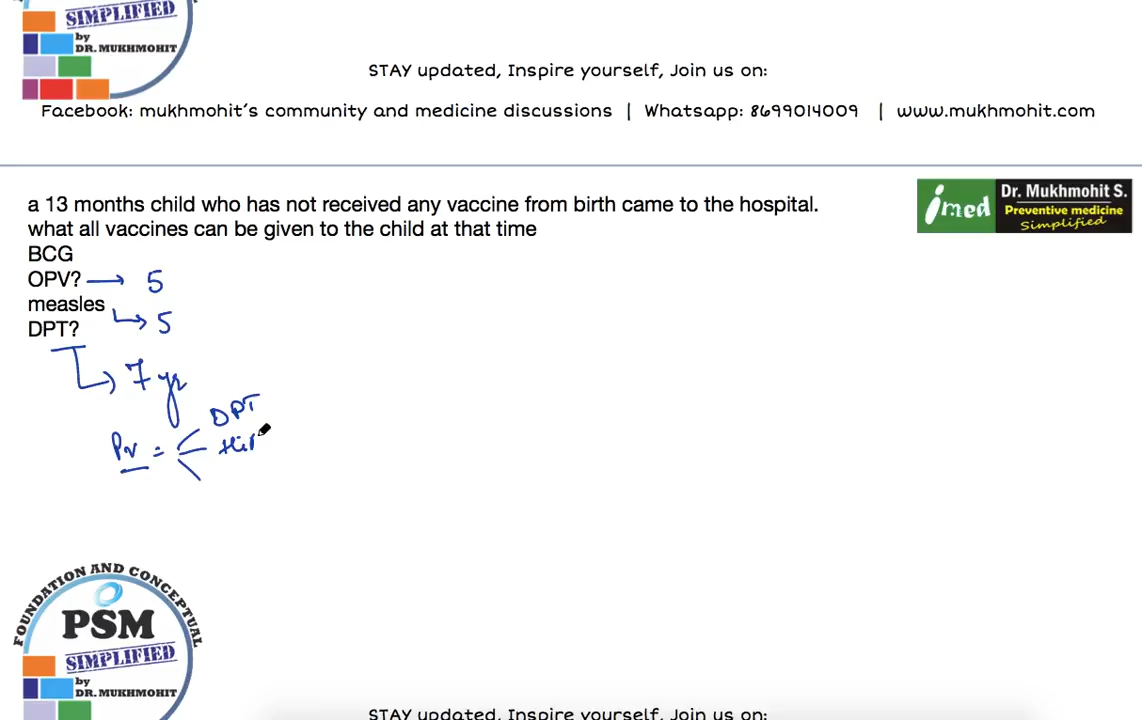 SIMPLIFIED
by
DR. MUKHMOHIT
STAY updated, Inspire yourself, Join us on:
Facebook: mukhmohit's community and medicine discussions | Whatsapp: 8699014009 | www.mukhmohit.com
imed
Dr. Mukhmohit S.
Preventive medicine
Simplified
a 13 months child who has not received any vaccine from birth came to the hospital.
what all vaccines can be given to the child at that time
BCG
OPV? → 5
measles
→ 5
DPT?
→ 7 yr
DPT
Pv =
FOUNDATION AND CONCEPTUAL
PSM
SIMPLIFIED
by
DR. MUKHMOHIT
STAY updated, Inspire yourself, Join us on: